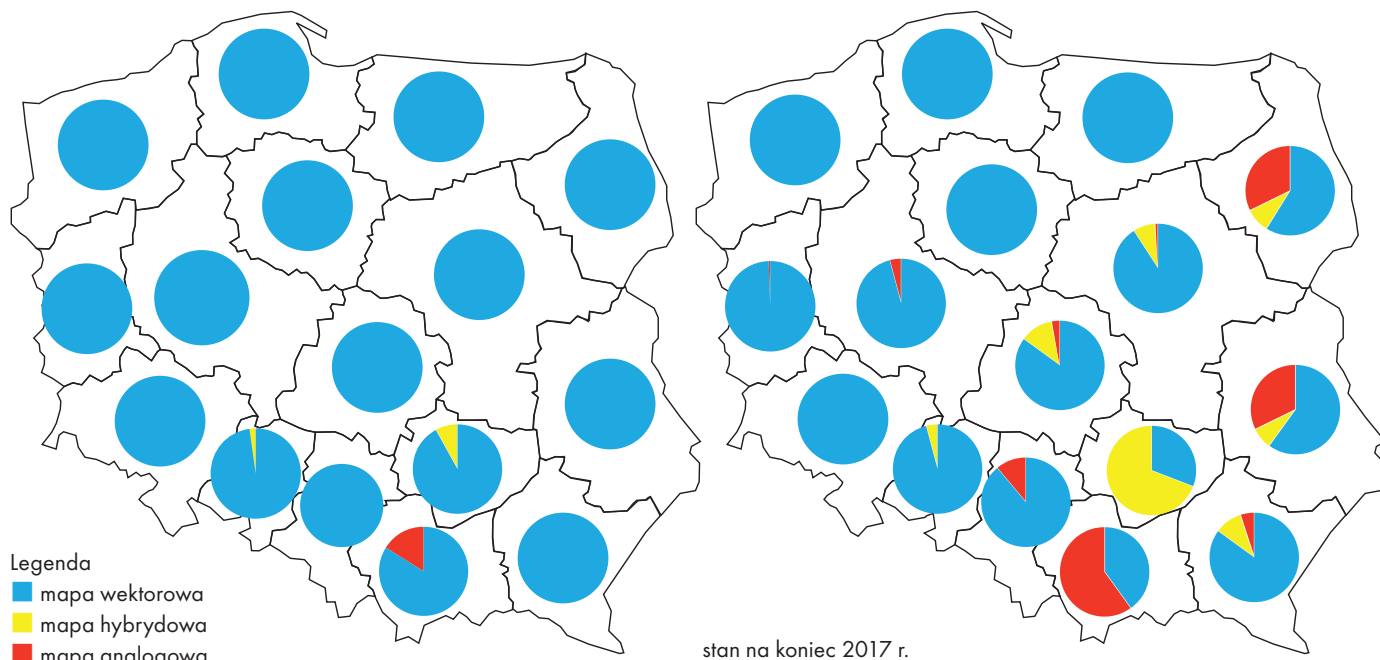 Legenda
mapa wektorowa
mapa hybrydowa
mapa analogowa
stan na koniec 2017 r.